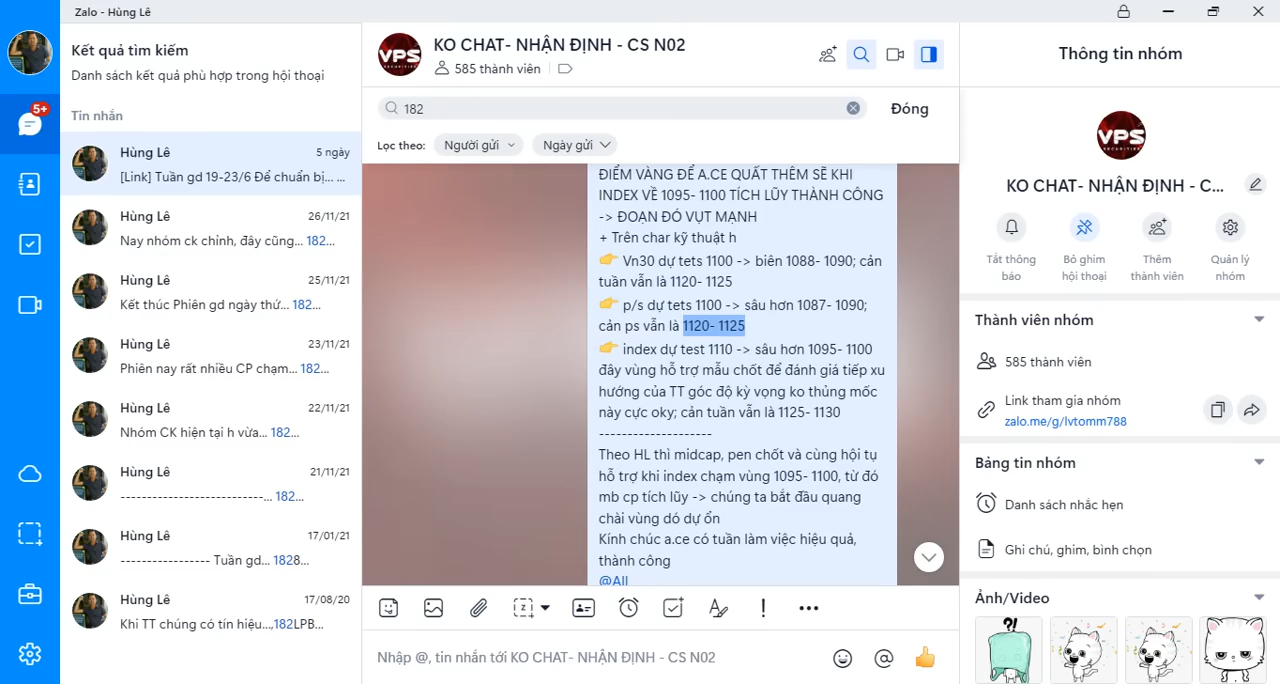 Zalo - Hùng Lê
5+
Kết quả tìm kiếm
Danh sách kết quả phù hợp trong hội thoại
Tin nhắn
Hùng Lê
5 ngày
[Link] Tuần gd 19-23/6 Để chuẩn bị... ...
Hùng Lê
26/11/21
Nay nhóm ck chỉnh, đây cũng... 182...
Hùng Lê
25/11/21
Kết thúc Phiên gd ngày thứ... 182...
Hùng Lê
23/11/21
Phiên nay rất nhiều CP chạm... 182...
Hùng Lê
22/11/21
Nhóm CK hiện tại h vừa... 182...
Hùng Lê
21/11/21
--------------------------... 182...
Hùng Lê
17/01/21
---------------- Tuần gd... 1828...
Hùng Lê
17/08/20
Khi TT chúng có tín hiệu...,182LPB...
VPS
SECURITIES
KO CHAT- NHẬN ĐỊNH - CS N02
585 thành viên
182
Đóng
Lọc theo:
Người gửi
Ngày gửi
ĐIỂM VÀNG ĐỂ A.CE QUẤT THÊM SẼ KHI
INDEX VỀ 1095- 1100 TÍCH LŨY THÀNH CÔNG
-> ĐOẠN ĐÓ VỤT MẠNH
+ Trên char kỹ thuật h
👉 Vn30 dự tets 1100 -> biên 1088- 1090; cản
tuần vẫn là 1120- 1125
👉 p/s dự tets 1100 -> sâu hơn 1087- 1090;
cản ps vẫn là 1120- 1125
👉 index dự test 1110 -> sâu hơn 1095- 1100
đây vùng hỗ trợ mẫu chốt để đánh giá tiếp xu
hướng của TT góc độ kỳ vọng ko thủng mốc
này cực oky; cản tuần vẫn là 1125- 1130
--------------------
Theo HL thì midcap, pen chốt và cùng hội tụ
hỗ trợ khi index chạm vùng 1095- 1100, từ đó
mb cp tích lũy -> chúng ta bắt đầu quang
chài vùng dó dự ổn
Kính chúc a.ce có tuần làm việc hiệu quả,
thành công
@All
Nhập @, tin nhắn tới KO CHAT- NHẬN ĐỊNH - CS N02
Thông tin nhóm
VPS
SECURITIES
KO CHAT- NHẬN ĐỊNH - C...
Tắt thông
báo
Bỏ ghim
hội thoại
Thêm
thành viên
Quản lý
nhóm
Thành viên nhóm
585 thành viên
Link tham gia nhóm
zalo.me/g/lvtomm788
Bảng tin nhóm
Danh sách nhắc hẹn
Ghi chú, ghim, bình chọn
Ảnh/Video
?!